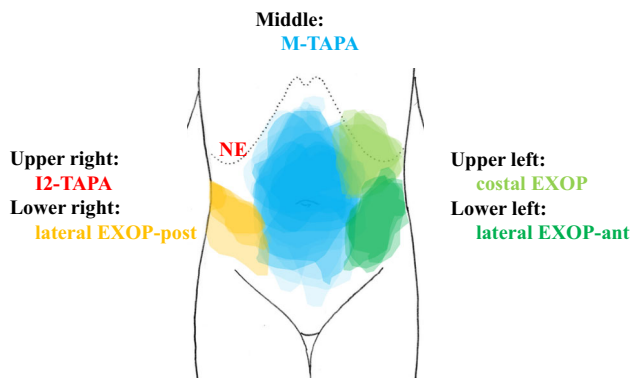 Middle:
M-TAPA
NE
Upper right:
I2-TAPA
Lower right:
lateral EXOP-post
Upper left:
costal EXOP
Lower left:
lateral EXOP-ant